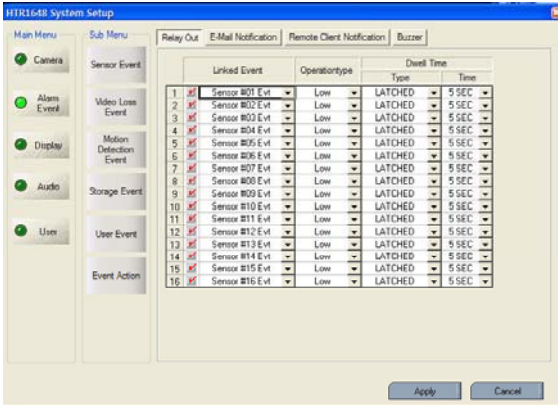 HTR1648 System Setup
Main Menu
Camera
Alarm
Event
Display
Audio
User
Sub Menu
Sensor Event
Video Loss
Event
Motion
Detection
Event
Storage Event
User Event
Event Action
Relay Out E-Mail Notification Remote Client Notification Buzzer
Linked Event Operationtype Dwell Time
Type Time
1 Sensor #01 Evt Low LATCHED 5 SEC
2 Sensor #02 Evt Low LATCHED 5 SEC
3 Sensor #03 Evt Low LATCHED 5 SEC
4 Sensor #04 Evt Low LATCHED 5 SEC
5 Sensor #05 Evt Low LATCHED 5 SEC
6 Sensor #06 Evt Low LATCHED 5 SEC
7 Sensor #07 Evt Low LATCHED 5 SEC
8 Sensor #08 Evt Low LATCHED 5 SEC
9 Sensor #09 Evt Low LATCHED 5 SEC
10 Sensor #10 Evt Low LATCHED 5 SEC
11 Sensor #11 Evt Low LATCHED 5 SEC
12 Sensor #12 Evt Low LATCHED 5 SEC
13 Sensor #13 Evt Low LATCHED 5 SEC
14 Sensor #14 Evt Low LATCHED 5 SEC
15 Sensor #15 Evt Low LATCHED 5 SEC
16 Sensor #16 Evt Low LATCHED 5 SEC
Apply Cancel